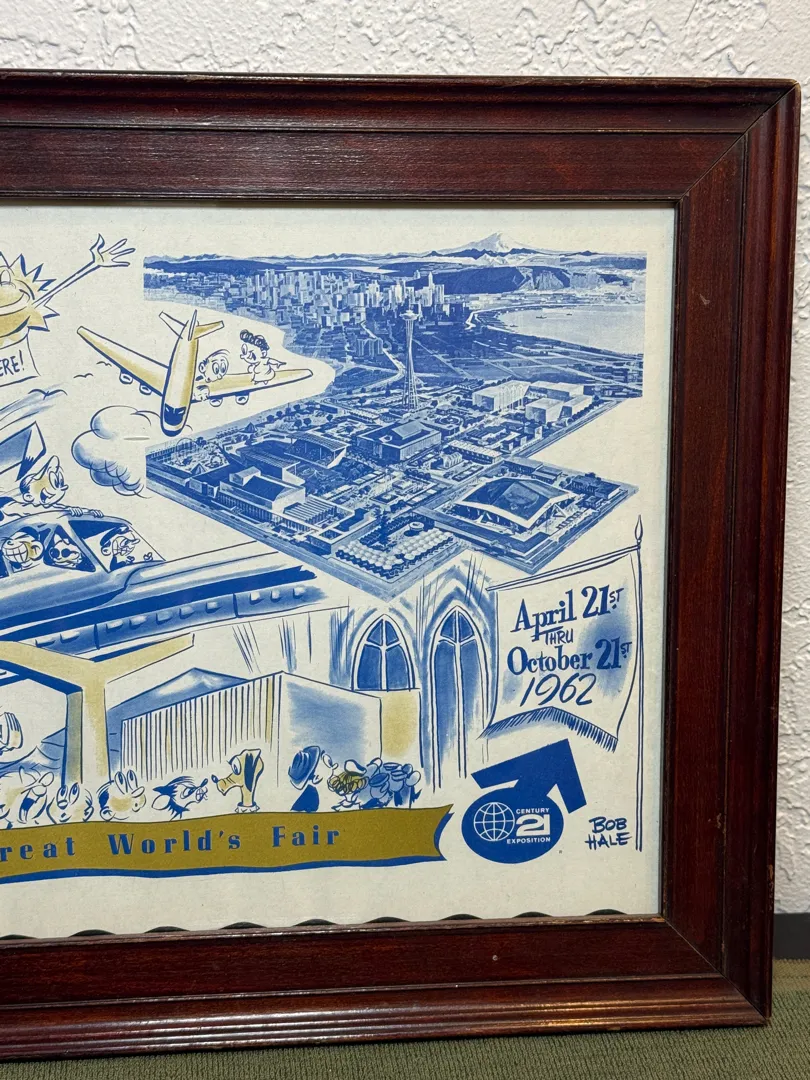 ERE!
April 21ST
THRU
October 21ST
1962
reat World's Fair
CENTURY
21
EXPOSITION
BOB
HALE